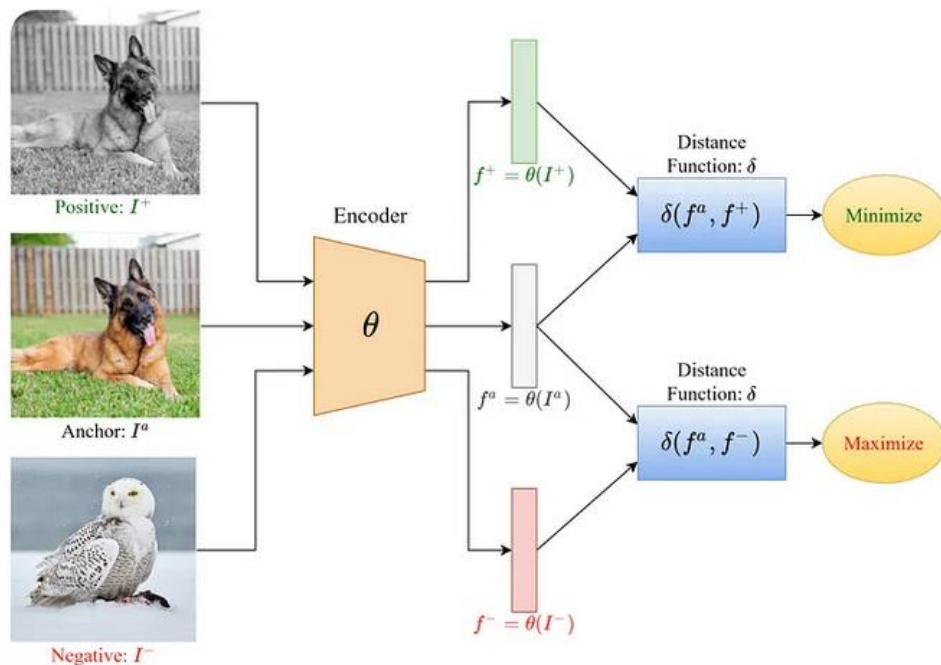 Positive: I⁺
Encoder
θ
Anchor: Iᵃ
Negative: I⁻
f⁺ = θ(I⁺)
fᵃ = θ(Iᵃ)
f⁻ = θ(I⁻)
Distance
Function: δ
δ(fᵃ, f⁺)
Minimize
Distance
Function: δ
δ(fᵃ, f⁻)
Maximize